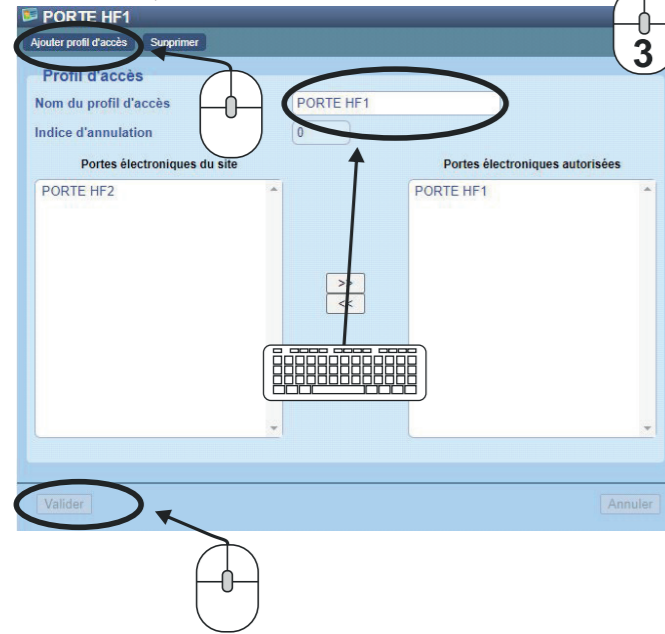 PORTE HF1
Ajouter profil d'accès Supprimer
3
Profil d'accès
Nom du profil d'accès PORTE HF1
Indice d'annulation 0
Portes électroniques du site Portes électroniques autorisées
PORTE HF2 PORTE HF1
>>
<<
Valider Annuler